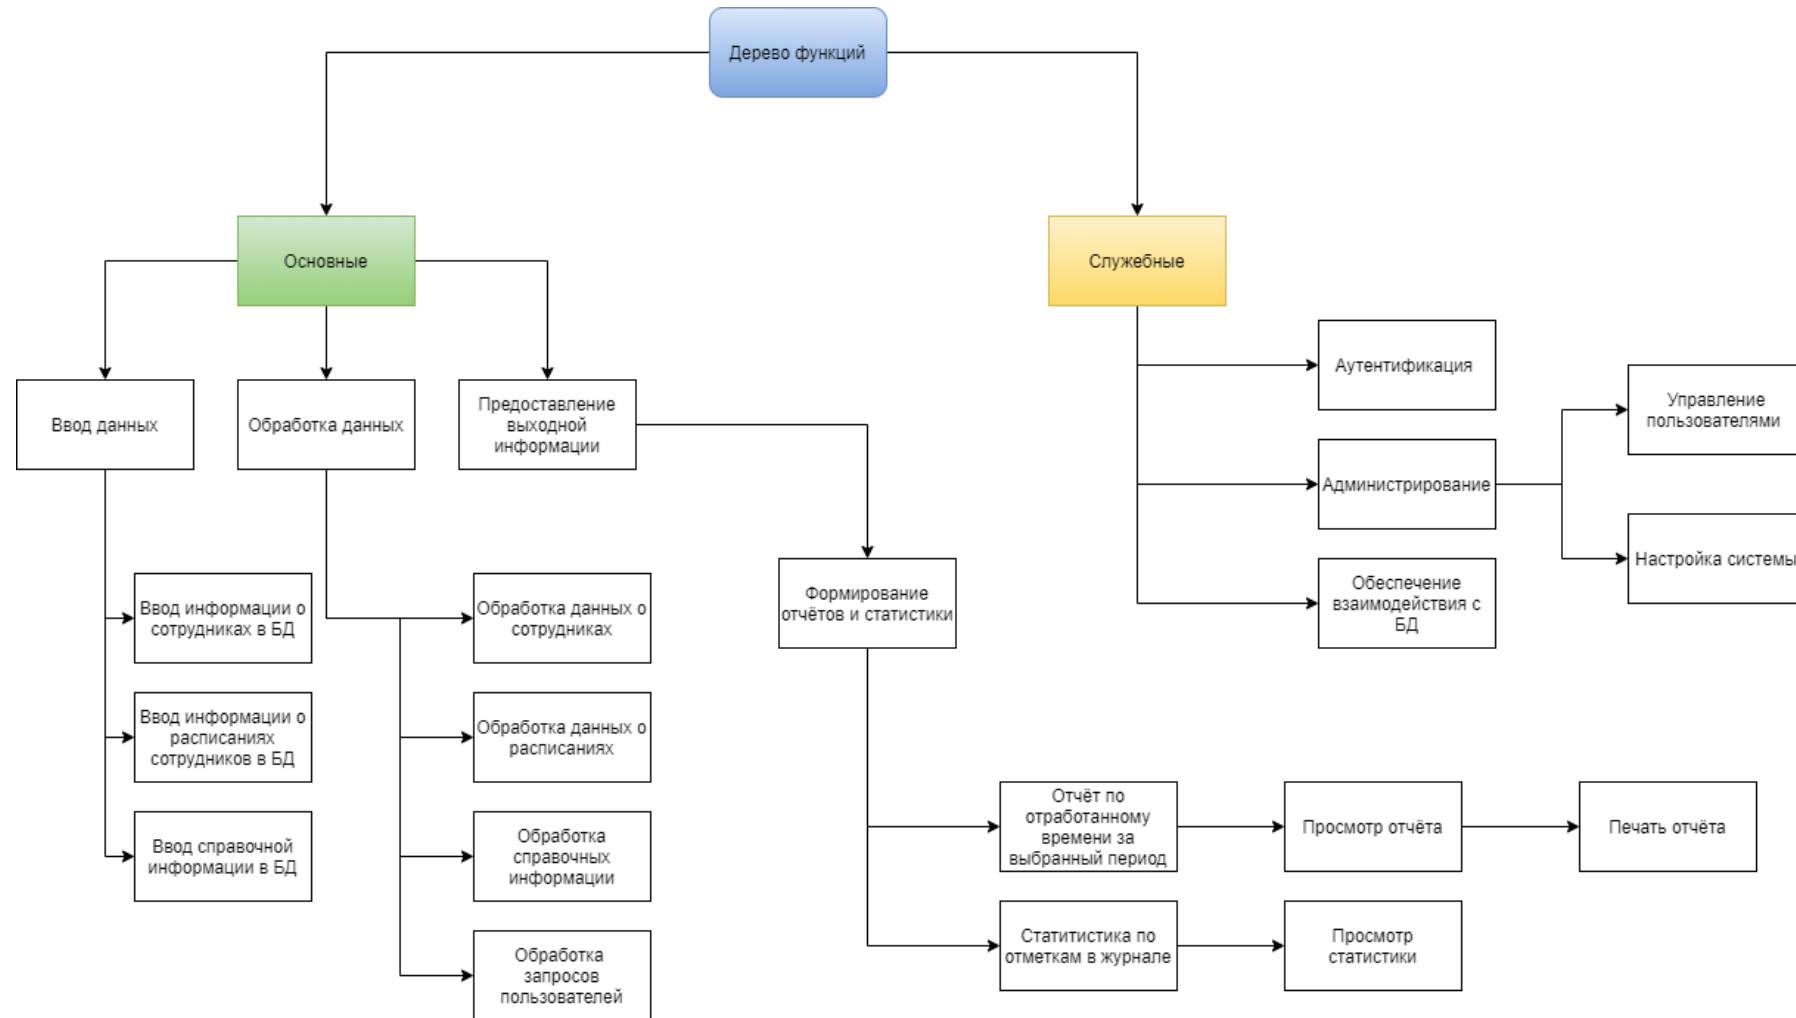 Дерево функций
Основные
Служебные
Ввод данных
Обработка данных
Предоставление
выходной
информации
Аутентификация
Администрирование
Обеспечение
взаимодействия с
БД
Управление
пользователями
Настройка системы
Ввод информации о
сотрудниках в БД
Ввод информации о
расписаниях
сотрудников в БД
Ввод справочной
информации в БД
Обработка данных о
сотрудниках
Обработка данных о
расписаниях
Обработка
справочных
информации
Обработка
запросов
пользователей
Формирование
отчётов и статистики
Отчёт по
отработанному
времени за
выбранный период
Просмотр отчёта
Печать отчёта
Статитистика по
отметкам в журнале
Просмотр
статистики